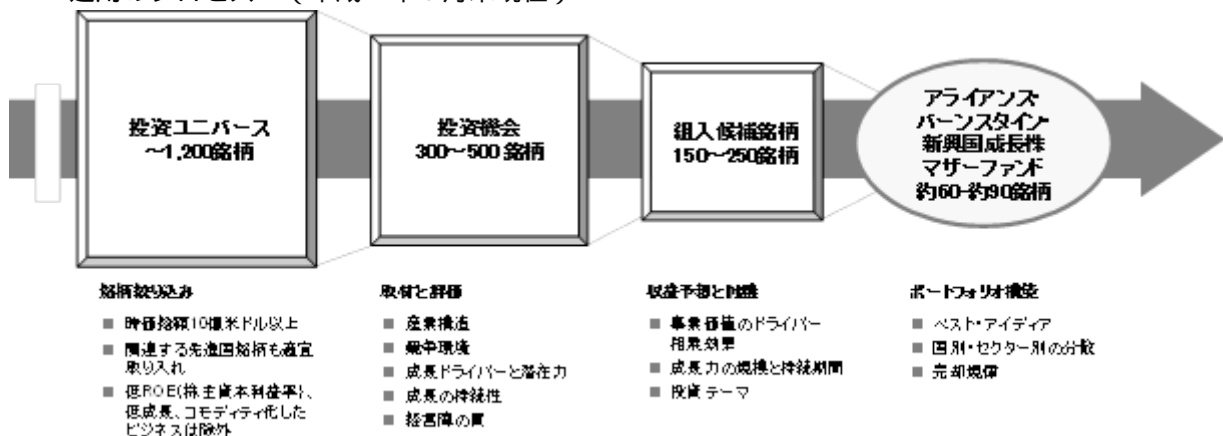 投資ユニバース
～1,200銘柄
投資機会
300～500銘柄
組入候補銘柄
150～250銘柄
アライアンス・
バーンスタイン・
新興国成長性
マザーファンド
約60-約90銘柄
銘柄絞り込み
■ 時価総額10億米ドル以上
■ 関連する先進国銘柄も適宜
取り入れ
■ 低ROE(株主資本利益率)、
低成長、コモディティ化した
ビジネスは除外
取材と評価
■ 産業構造
■ 競争環境
■ 成長ドライバーと潜在力
■ 成長の持続性
■ 経営陣の質
収益予想と
■ 事業価値のドライバー
相乗効果
■ 成長力の規模と持続期間
■ 投資テーマ
ポートフォリオ構築
■ ベスト・アイディア
■ 国別・セクター別の分散
■ 売却規律